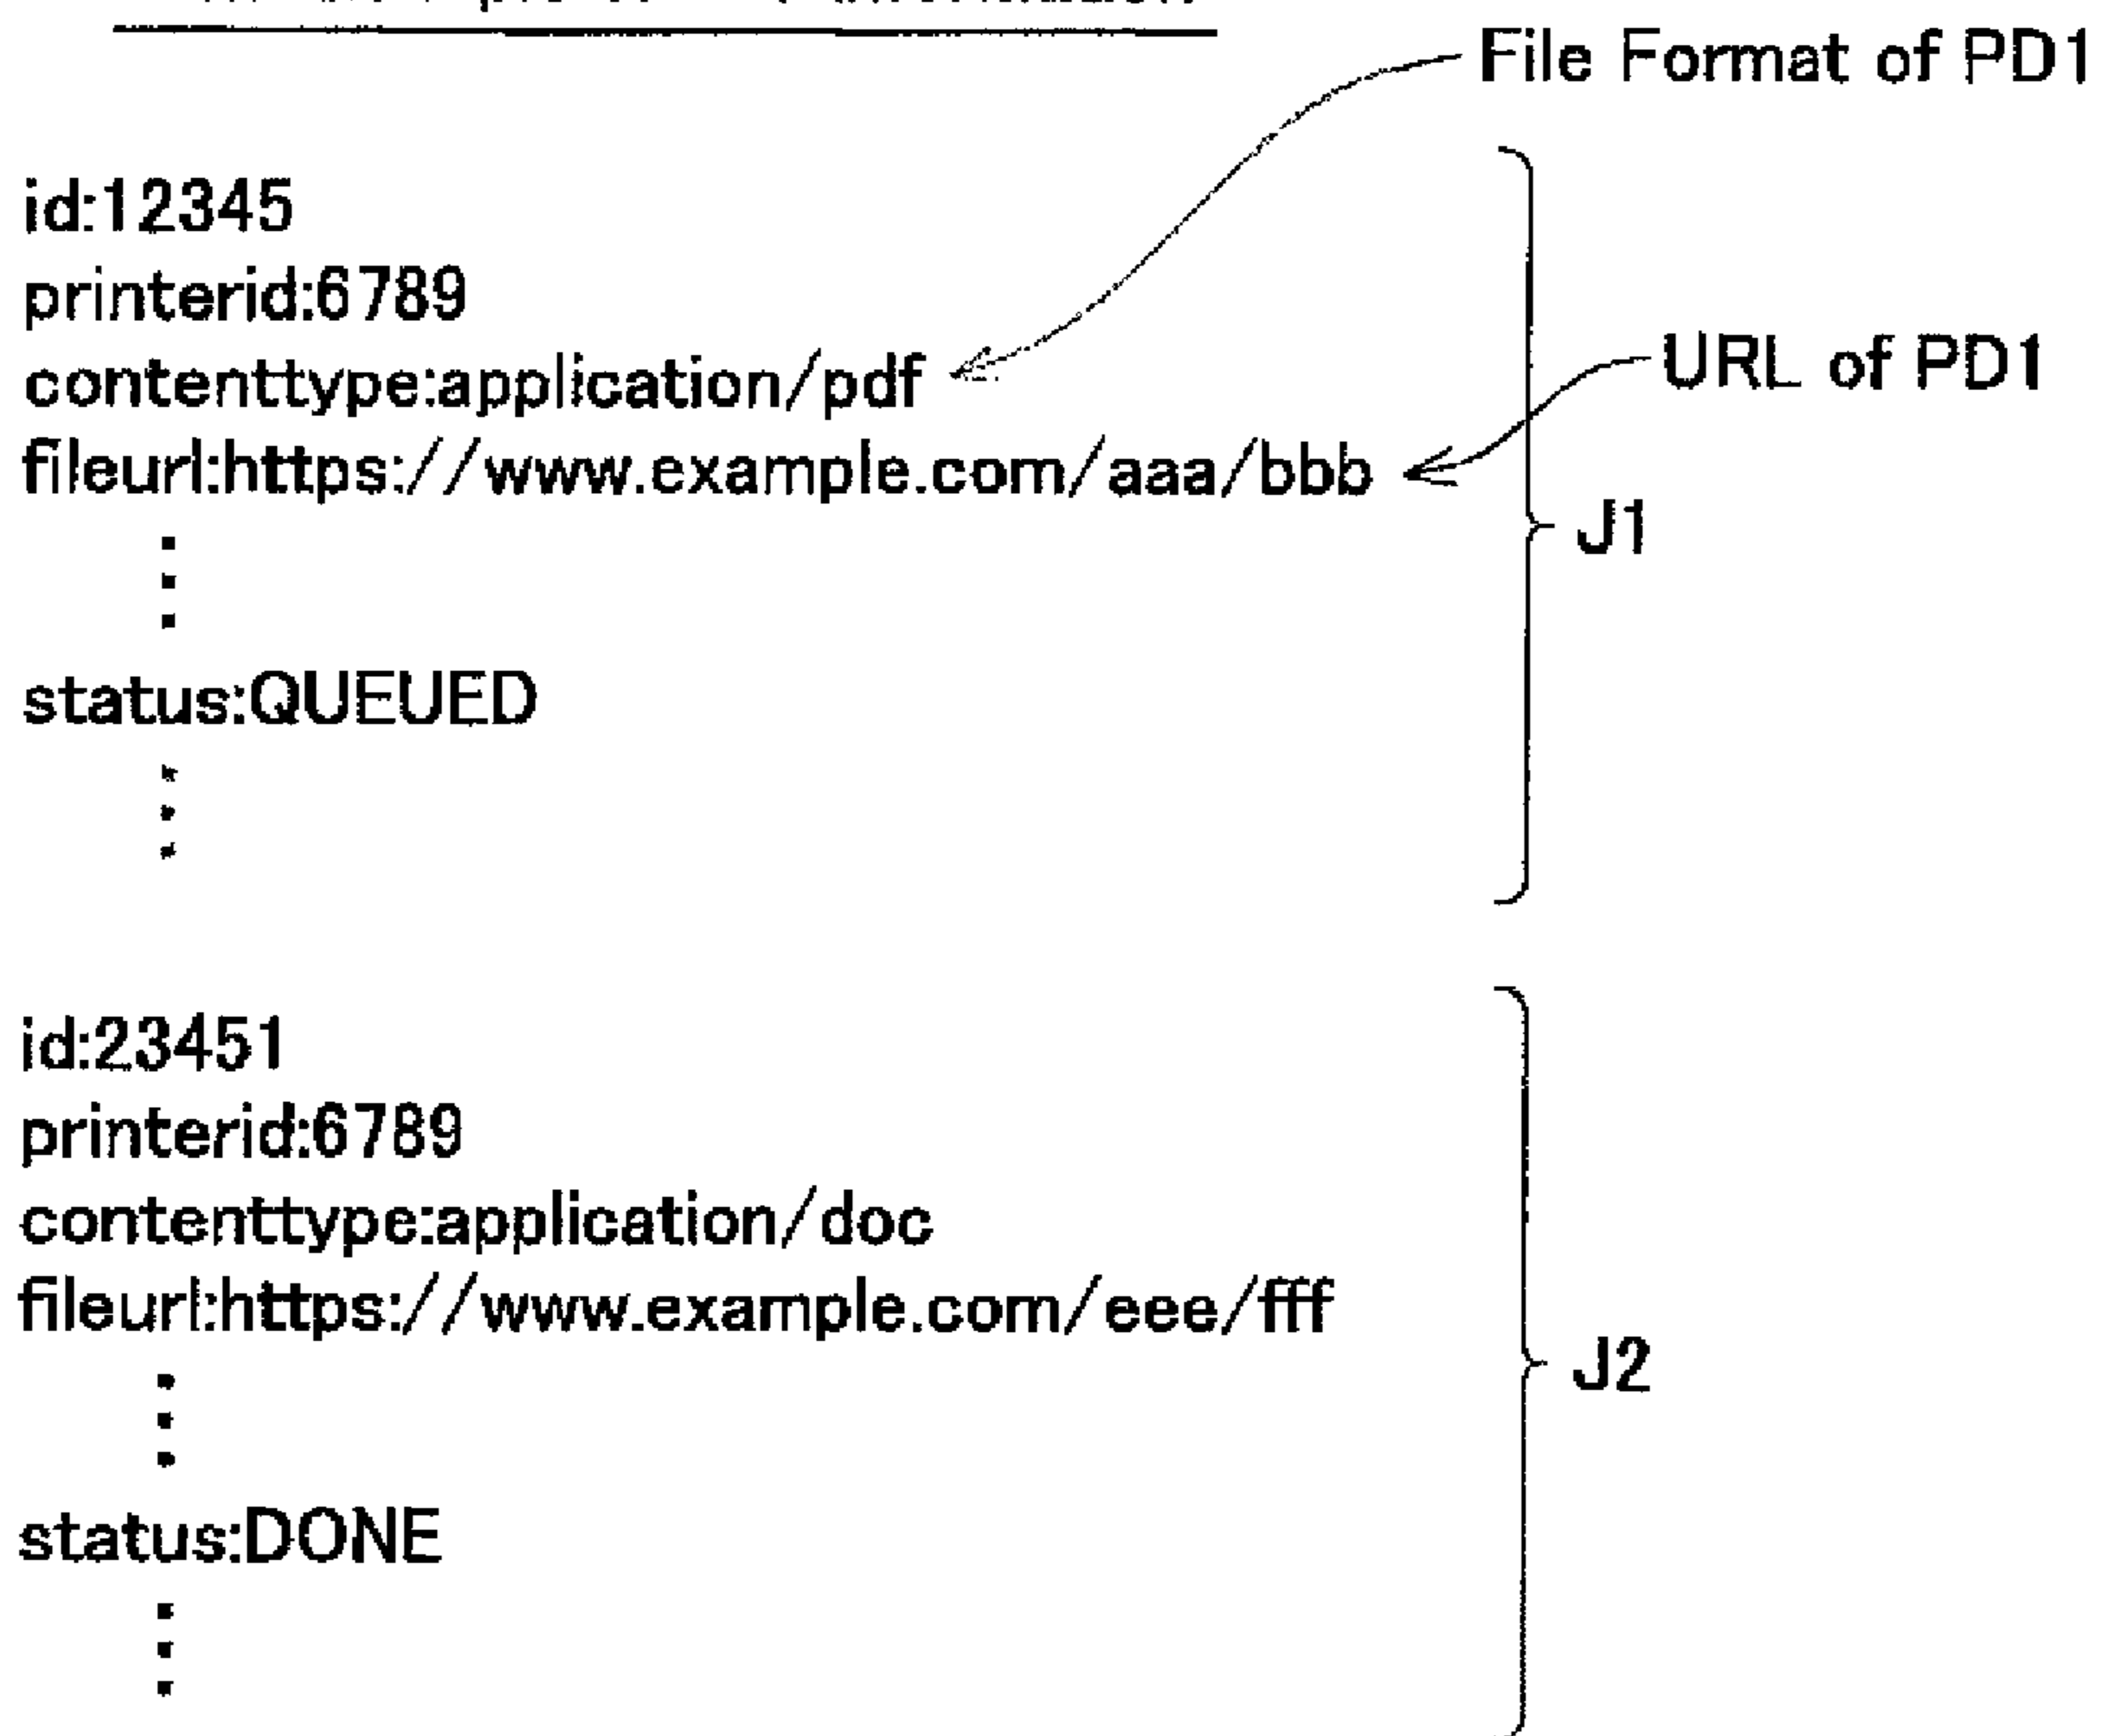 File Format of PD1
id:12345
printerid:6789
contenttype:application/pdf
URL of PD1
fileurl:https://www.example.com/aaa/bbb
J1
status:QUEUED
id:23451
printerid:6789
contenttype:application/doc
fileurl:https://www.example.com/eee/fff
J2
status:DONE